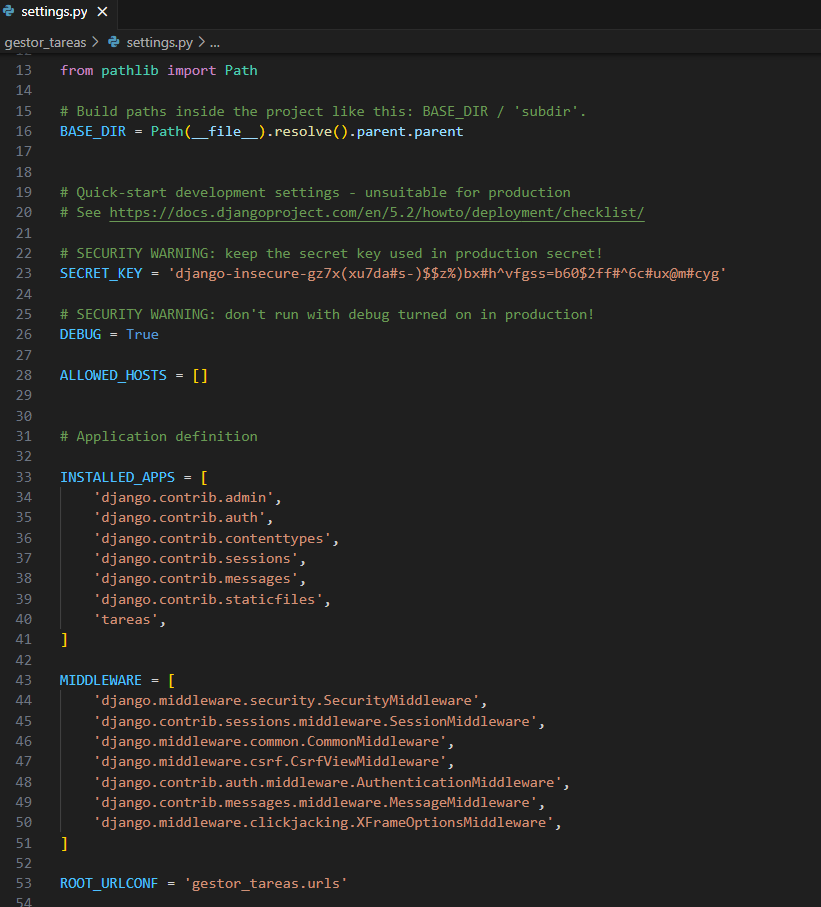 settings.py
gestor_tareas > settings.py > ...
13 from pathlib import Path
14
15 # Build paths inside the project like this: BASE_DIR / 'subdir'.
16 BASE_DIR = Path(__file__).resolve().parent.parent
17
18
19 # Quick-start development settings - unsuitable for production
20 # See https://docs.djangoproject.com/en/5.2/howto/deployment/checklist/
21
22 # SECURITY WARNING: keep the secret key used in production secret!
23 SECRET_KEY = 'django-insecure-gz7x(xu7da#s-)$$z%)bx#h^vfgss=b60$2ff#^6c#ux@m#cyg'
24
25 # SECURITY WARNING: don't run with debug turned on in production!
26 DEBUG = True
27
28 ALLOWED_HOSTS = []
29
30
31 # Application definition
32
33 INSTALLED_APPS = [
34     'django.contrib.admin',
35     'django.contrib.auth',
36     'django.contrib.contenttypes',
37     'django.contrib.sessions',
38     'django.contrib.messages',
39     'django.contrib.staticfiles',
40     'tareas',
41 ]
42
43 MIDDLEWARE = [
44     'django.middleware.security.SecurityMiddleware',
45     'django.contrib.sessions.middleware.SessionMiddleware',
46     'django.middleware.common.CommonMiddleware',
47     'django.middleware.csrf.CsrfViewMiddleware',
48     'django.contrib.auth.middleware.AuthenticationMiddleware',
49     'django.contrib.messages.middleware.MessageMiddleware',
50     'django.middleware.clickjacking.XFrameOptionsMiddleware',
51 ]
52
53 ROOT_URLCONF = 'gestor_tareas.urls'
54